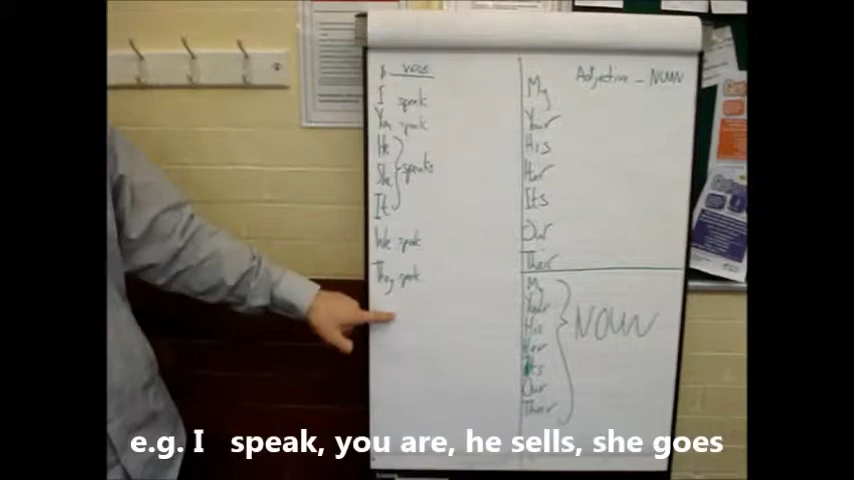 VERB
I speak
You speak
He
She
It
speaks
We speak
They speak
Adjective - NOUN
My
Your
His
Her
Its
Our
Their
My
Your
His
Her
Its
Our
Their
NOUN
e.g. I speak, you are, he sells, she goes